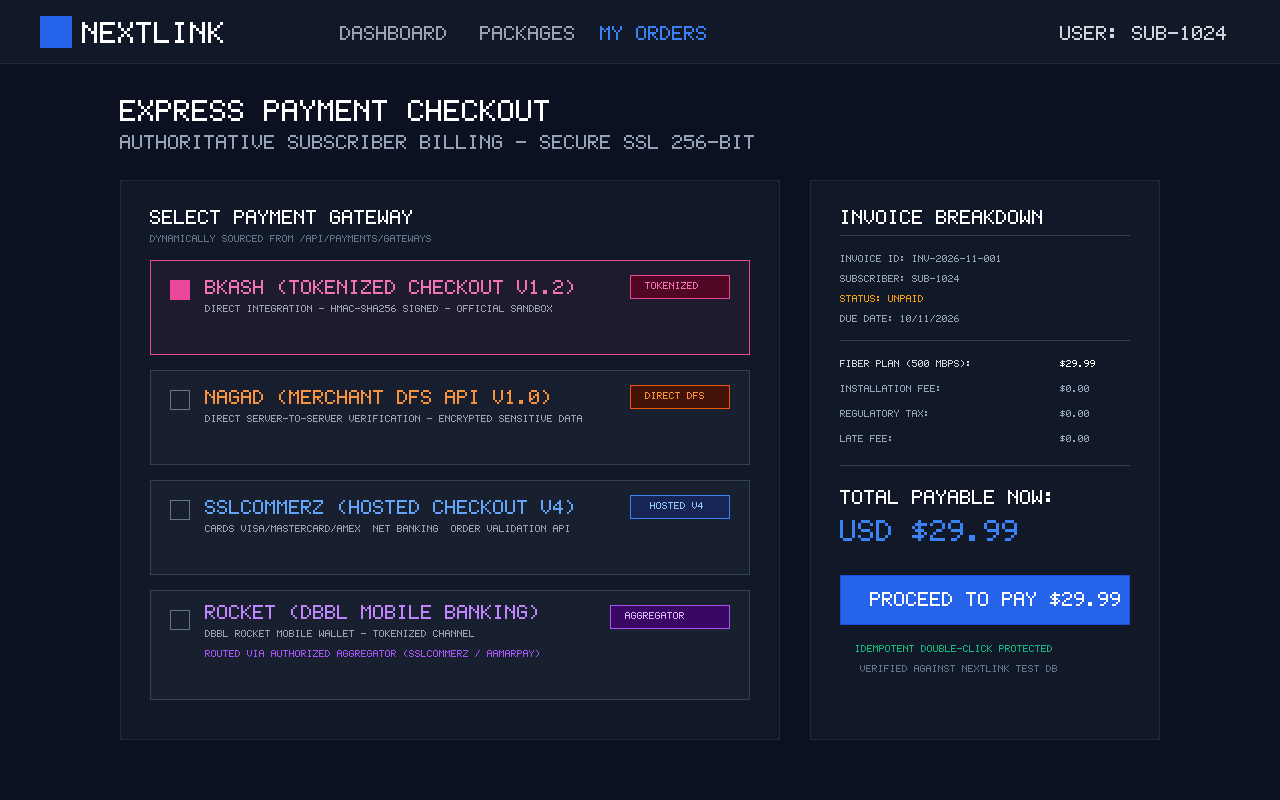 NEXTLINK
DASHBOARD PACKAGES MY ORDERS
USER: SUB-1024
EXPRESS PAYMENT CHECKOUT
AUTHORITATIVE SUBSCRIBER BILLING - SECURE SSL 256-BIT
SELECT PAYMENT GATEWAY
DYNAMICALLY SOURCED FROM /API/PAYMENTS/GATEWAYS
BKASH (TOKENIZED CHECKOUT V1.2)
TOKENIZED
DIRECT INTEGRATION - HMAC-SHA256 SIGNED - OFFICIAL SANDBOX
NAGAD (MERCHANT DFS API V1.0)
DIRECT DFS
DIRECT SERVER-TO-SERVER VERIFICATION - ENCRYPTED SENSITIVE DATA
SSLCOMMERZ (HOSTED CHECKOUT V4)
HOSTED V4
CARDS VISA/MASTERCARD/AMEX NET BANKING ORDER VALIDATION API
ROCKET (DBBL MOBILE BANKING)
AGGREGATOR
DBBL ROCKET MOBILE WALLET - TOKENIZED CHANNEL
ROUTED VIA AUTHORIZED AGGREGATOR (SSLCOMMERZ / AAMARPAY)
INVOICE BREAKDOWN
INVOICE ID: INV-2026-11-001
SUBSCRIBER: SUB-1024
STATUS: UNPAID
DUE DATE: 10/11/2026
FIBER PLAN (500 MBPS): $29.99
INSTALLATION FEE: $0.00
REGULATORY TAX: $0.00
LATE FEE: $0.00
TOTAL PAYABLE NOW:
USD $29.99
PROCEED TO PAY $29.99
IDEMPOTENT DOUBLE-CLICK PROTECTED
VERIFIED AGAINST NEXTLINK TEST DB